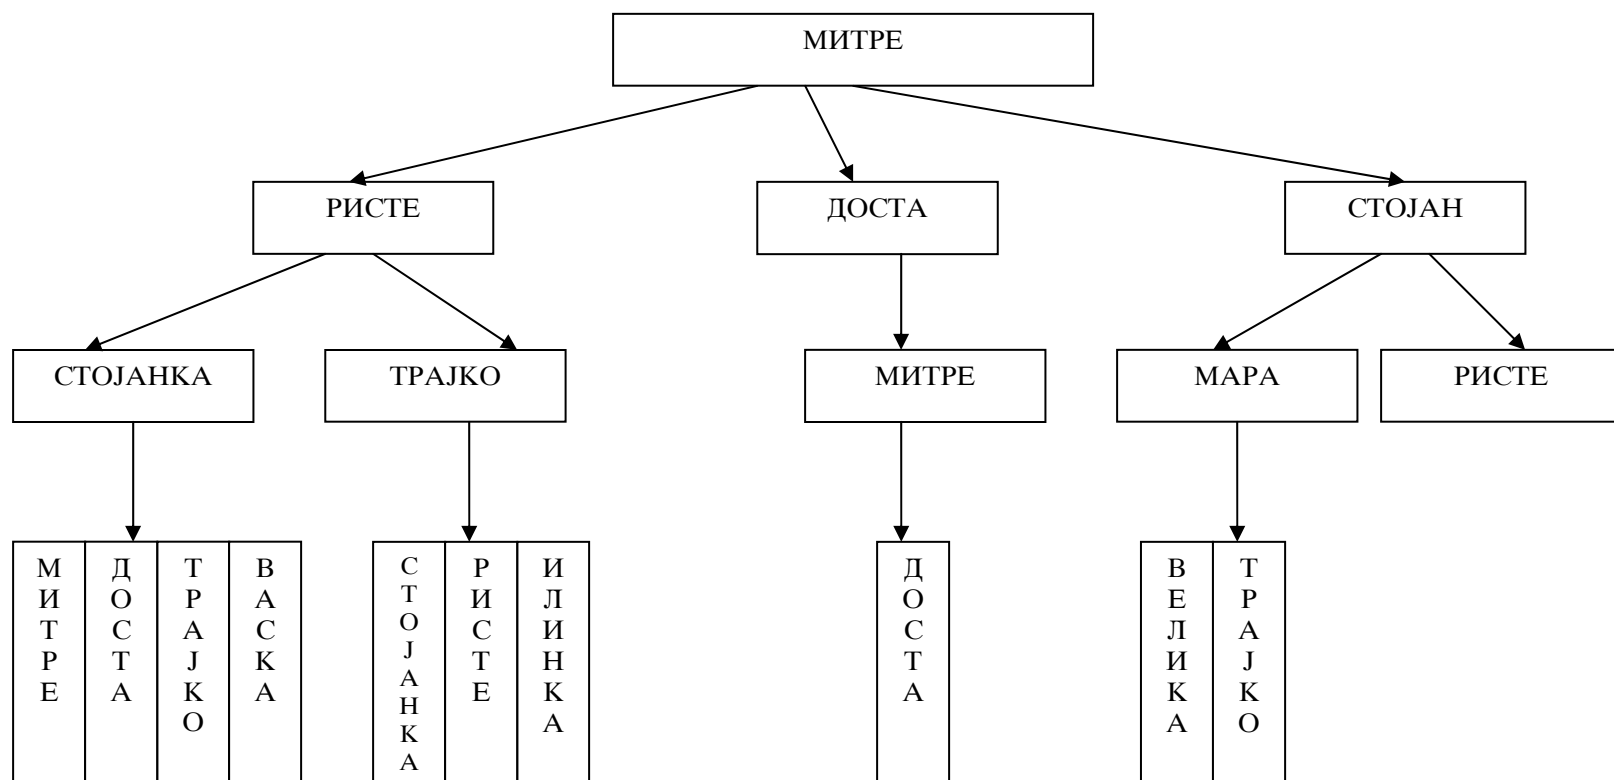 МИТРЕ
РИСТЕ
ДОСТА
СТОЈАН
СТОЈАНКА
ТРАЈКО
МИТРЕ
МАРА
РИСТЕ
МИТРЕ
ДОСТА
ТРАЈКО
ВАСКА
СТОЈАНКА
РИСТЕ
ИЛИНКА
ДОСТА
ВЕЛИКА
ТРАЈКО